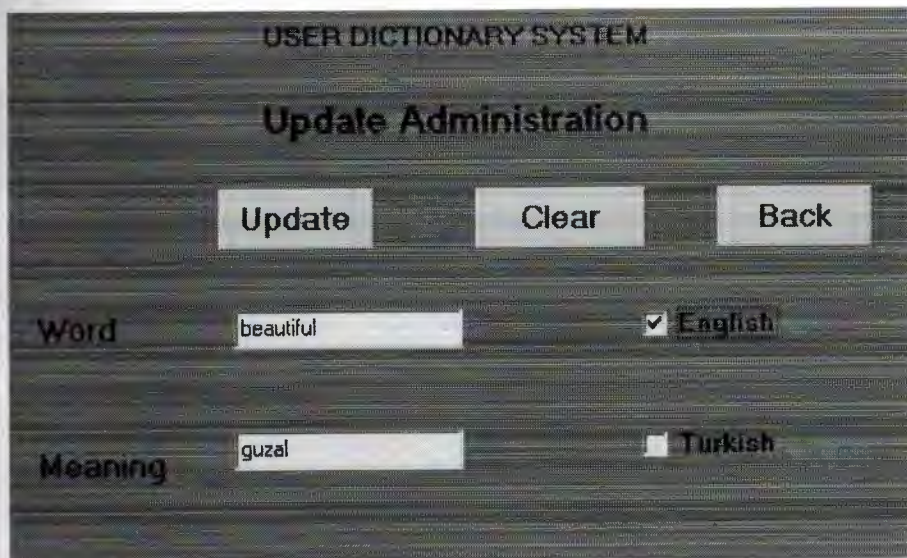 USER DICTIONARY SYSTEM
Update Administration
Update Clear Back
Word beautiful English
Meaning guzal Turkish